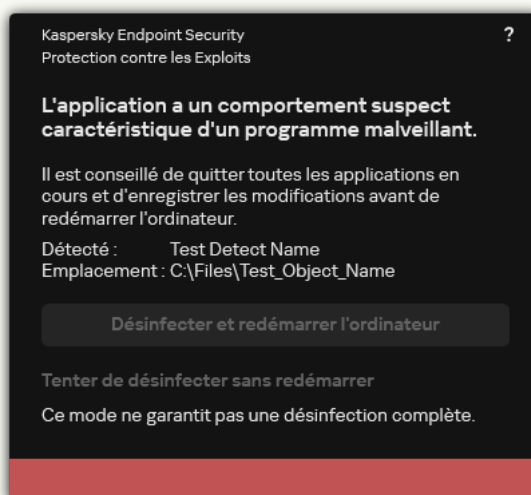 Kaspersky Endpoint Security
?
Protection contre les Exploits
L'application a un comportement suspect
caractéristique d'un programme malveillant.
Il est conseillé de quitter toutes les applications en
cours et d'enregistrer les modifications avant de
redémarrer l'ordinateur.
Détecté : Test Detect Name
Emplacement : C:\Files\Test_Object_Name
Désinfecter et redémarrer l'ordinateur
Tenter de désinfecter sans redémarrer
Ce mode ne garantit pas une désinfection complète.